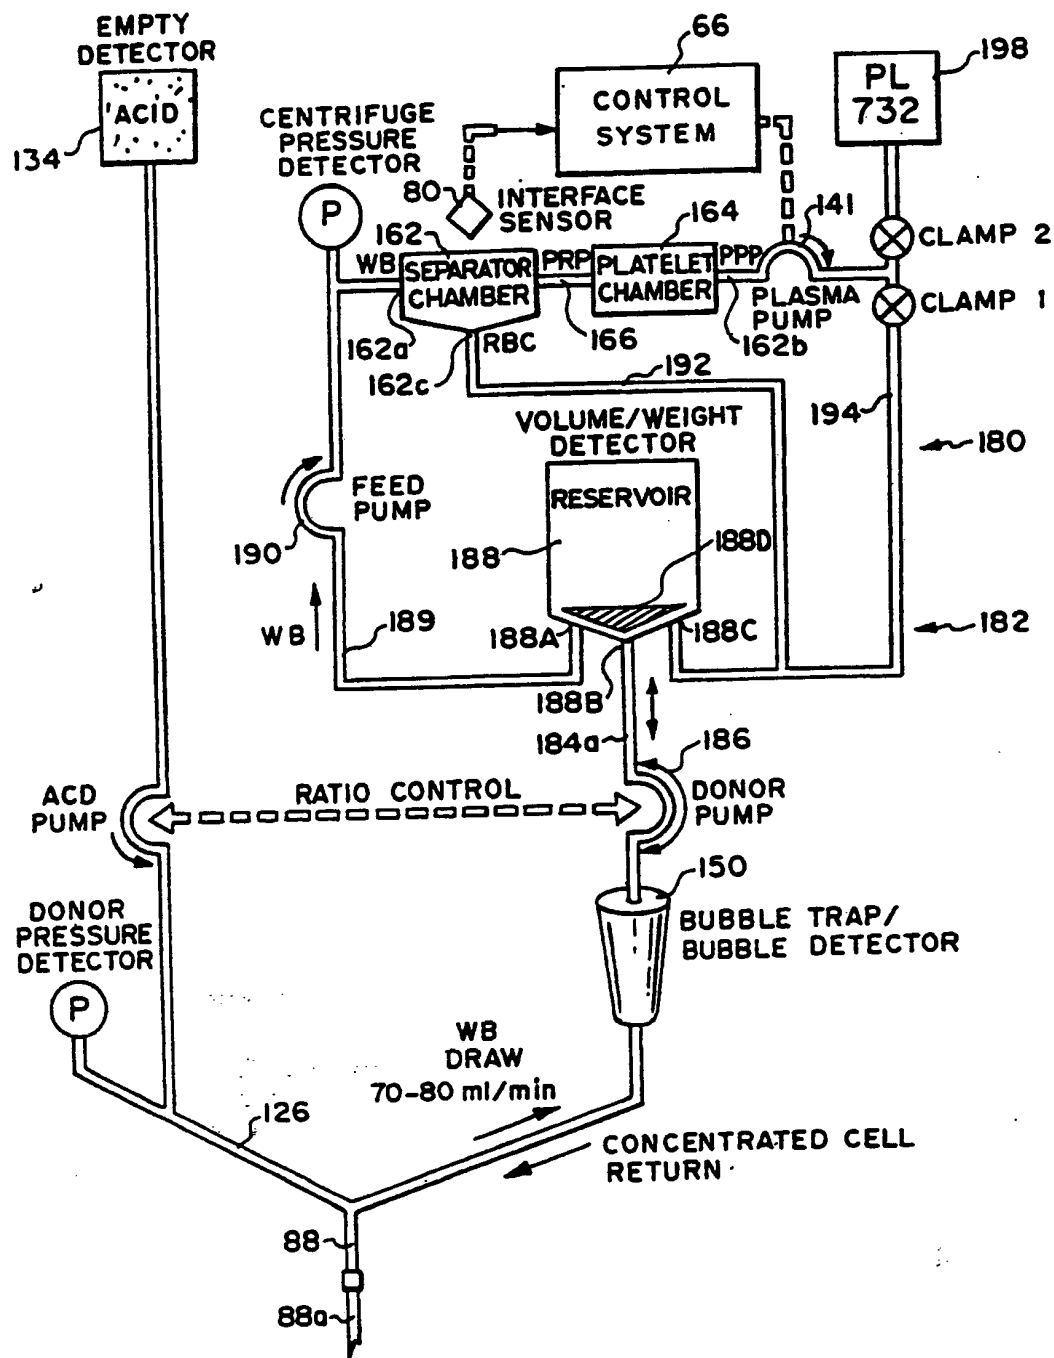 EMPTY
DETECTOR
ACID
134
CENTRIFUGE
PRESSURE
DETECTOR
P
66
CONTROL
SYSTEM
PL
732
198
80
INTERFACE
SENSOR
WB
162
SEPARATOR
CHAMBER
PRP
164
PLATELET
CHAMBER
PPP
141
PLASMA
PUMP
CLAMP 2
CLAMP 1
162a
162c
RBC
166
162b
192
194
180
VOLUME/WEIGHT
DETECTOR
RESERVOIR
188
188D
FEED
PUMP
190
WB
189
188A
188C
188B
182
184a
186
ACD
PUMP
RATIO CONTROL
DONOR
PUMP
150
BUBBLE TRAP/
BUBBLE DETECTOR
DONOR
PRESSURE
DETECTOR
P
WB
DRAW
70-80 ml/min
126
CONCENTRATED CELL
RETURN
88
88a